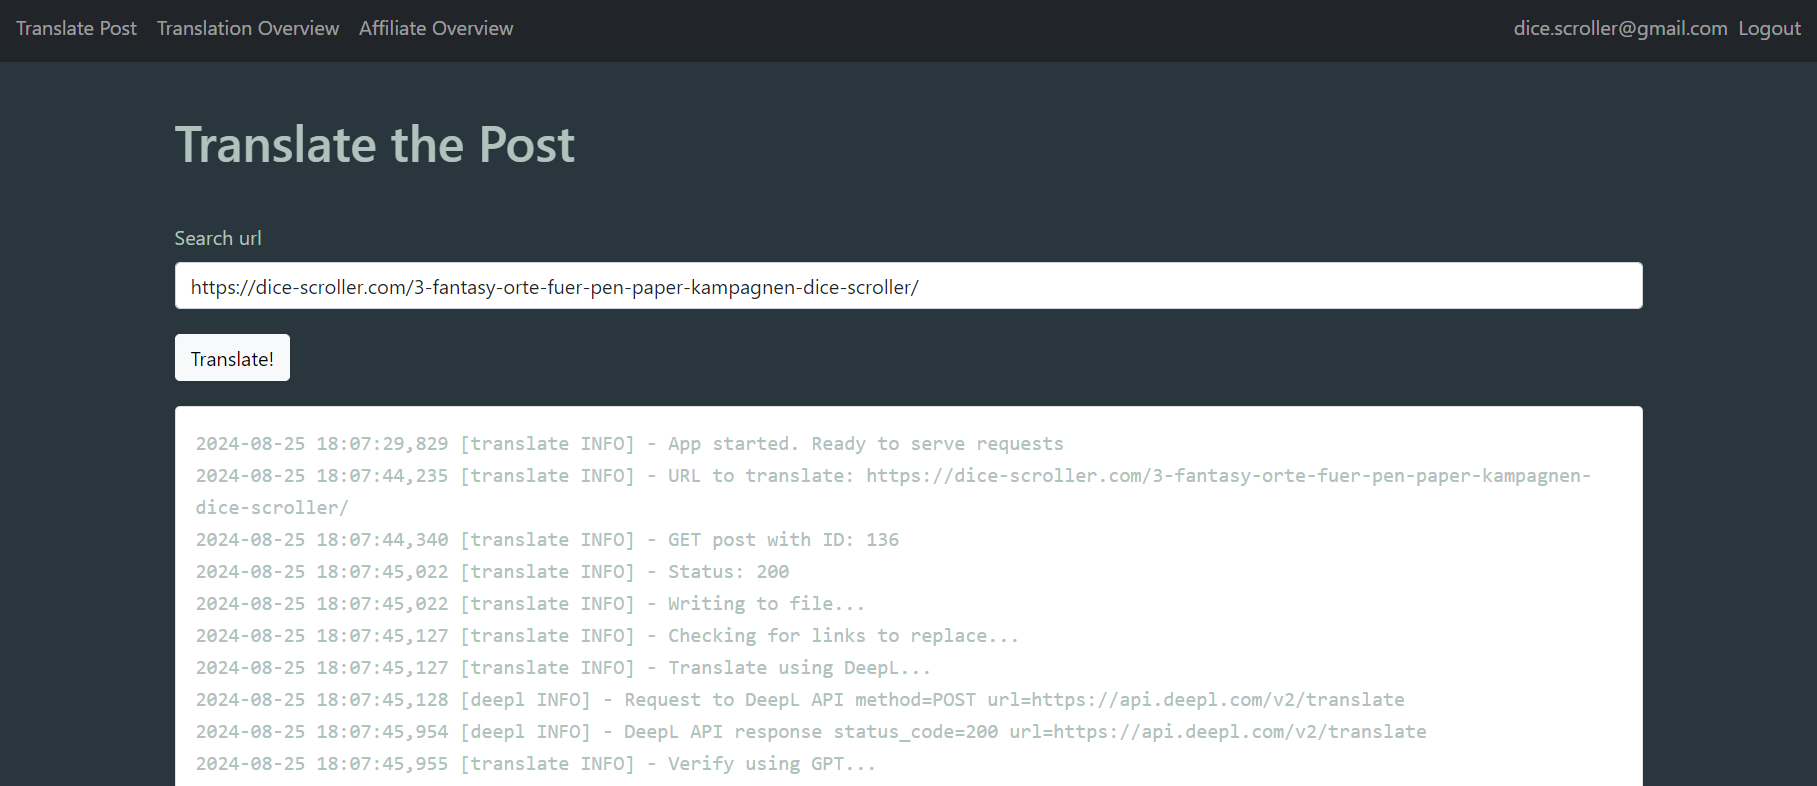 Translate Post Translation Overview Affiliate Overview dice.scroller@gmail.com Logout
Translate the Post
Search url
https://dice-scroller.com/3-fantasy-orte-fuer-pen-paper-kampagnen-dice-scroller/
Translate!
2024-08-25 18:07:29,829 [translate INFO] - App started. Ready to serve requests
2024-08-25 18:07:44,235 [translate INFO] - URL to translate: https://dice-scroller.com/3-fantasy-orte-fuer-pen-paper-kampagnen-
dice-scroller/
2024-08-25 18:07:44,340 [translate INFO] - GET post with ID: 136
2024-08-25 18:07:45,022 [translate INFO] - Status: 200
2024-08-25 18:07:45,022 [translate INFO] - Writing to file...
2024-08-25 18:07:45,127 [translate INFO] - Checking for links to replace...
2024-08-25 18:07:45,127 [translate INFO] - Translate using DeepL...
2024-08-25 18:07:45,128 [deepl INFO] - Request to DeepL API method=POST url=https://api.deepl.com/v2/translate
2024-08-25 18:07:45,954 [deepl INFO] - DeepL API response status_code=200 url=https://api.deepl.com/v2/translate
2024-08-25 18:07:45,955 [translate INFO] - Verify using GPT...